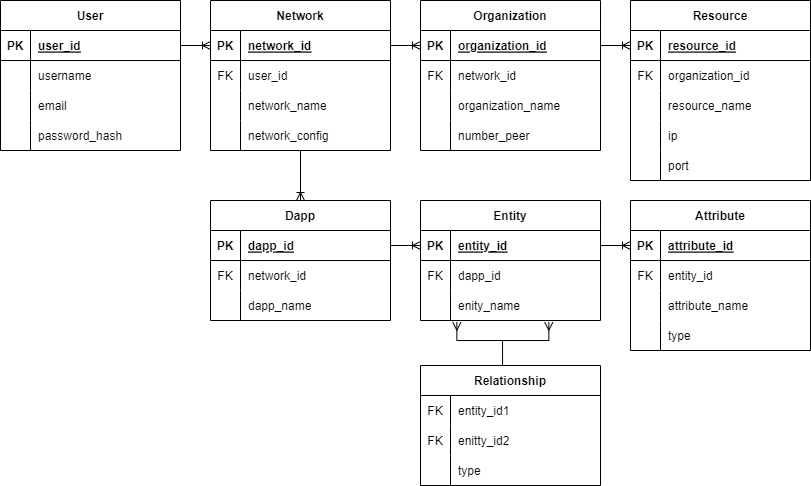 User
PK user_id
username
email
password_hash
Network
PK network_id
FK user_id
network_name
network_config
Organization
PK organization_id
FK network_id
organization_name
number_peer
Resource
PK resource_id
FK organization_id
resource_name
ip
port
Dapp
PK dapp_id
FK network_id
dapp_name
Entity
PK entity_id
FK dapp_id
enity_name
Attribute
PK attribute_id
FK entity_id
attribute_name
type
Relationship
FK entity_id1
FK enitty_id2
type